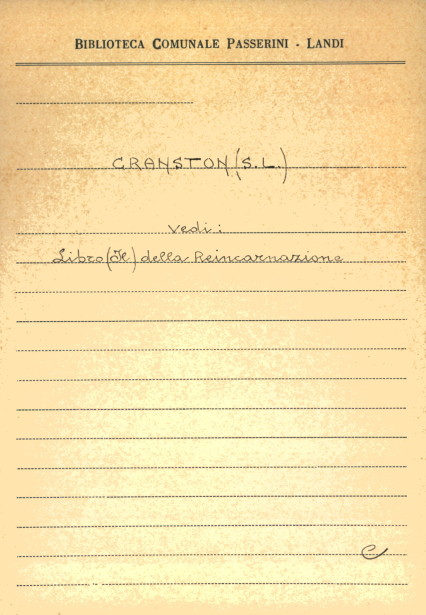 BIBLIOTECA COMUNALE PASSERINI - LANDI
CRANSTON (S.L.)
Vedi:
Libro (Il) della Reincarnazione
C